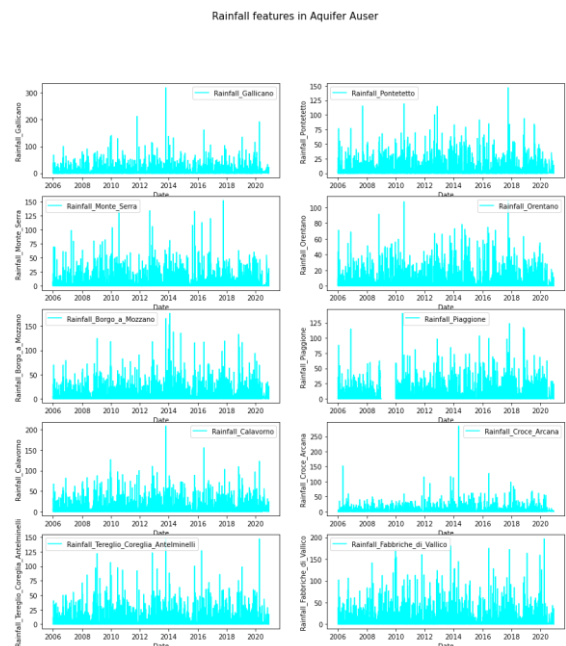 Rainfall features in Aquifer Auser
Rainfall_Gallicano
Rainfall_Gallicano
300
200
100
0
2006 2008 2010 2012 2014 2016 2018 2020
Date
Rainfall_Pontetetto
Rainfall_Pontetetto
150
125
100
75
50
25
0
2006 2008 2010 2012 2014 2016 2018 2020
Date
Rainfall_Monte_Serra
Rainfall_Monte_Serra
150
125
100
75
50
25
0
2006 2008 2010 2012 2014 2016 2018 2020
Date
Rainfall_Orentano
Rainfall_Orentano
100
80
60
40
20
0
2006 2008 2010 2012 2014 2016 2018 2020
Date
Rainfall_Borgo_a_Mozzano
Rainfall_Borgo_a_Mozzano
150
100
50
0
2006 2008 2010 2012 2014 2016 2018 2020
Date
Rainfall_Piaggione
Rainfall_Piaggione
125
100
75
50
25
0
2006 2008 2010 2012 2014 2016 2018 2020
Date
Rainfall_Calavorno
Rainfall_Calavorno
200
150
100
50
0
2006 2008 2010 2012 2014 2016 2018 2020
Date
Rainfall_Croce_Arcana
Rainfall_Croce_Arcana
250
200
150
100
50
0
2006 2008 2010 2012 2014 2016 2018 2020
Date
Rainfall_Tereglio_Coreglia_Antelminelli
Rainfall_Tereglio_Coreglia_Antelminelli
150
125
100
75
50
25
0
2006 2008 2010 2012 2014 2016 2018 2020
Date
Rainfall_Fabbriche_di_Vallico
Rainfall_Fabbriche_di_Vallico
200
150
100
50
0
2006 2008 2010 2012 2014 2016 2018 2020
Date